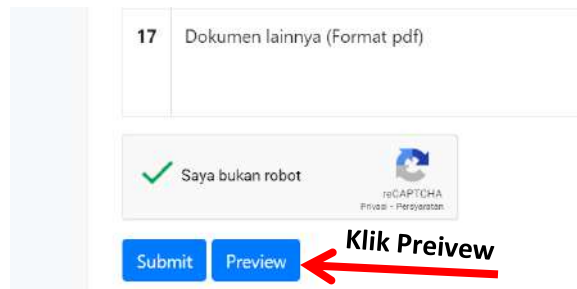 17 Dokumen lainnya (Format pdf)
Saya bukan robot
reCAPTCHA
Privasi - Persyaratan
Klik Preivew
Submit Preview